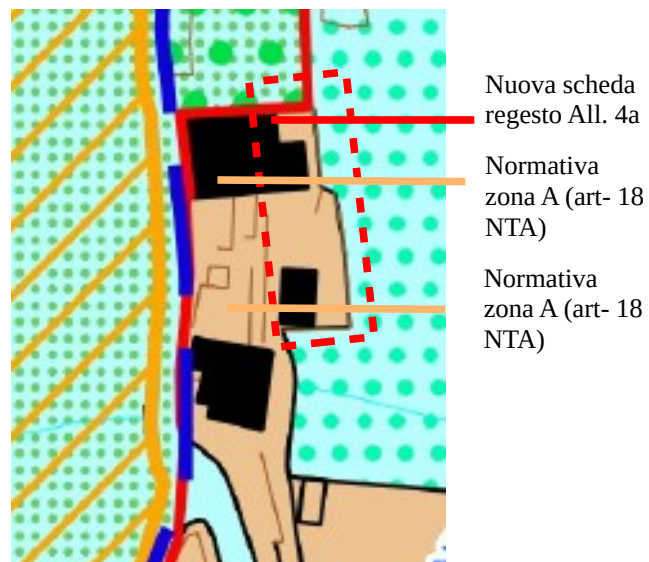 Nuova scheda
regesto All. 4a
Normativa
zona A (art- 18
NTA)
Normativa
zona A (art- 18
NTA)